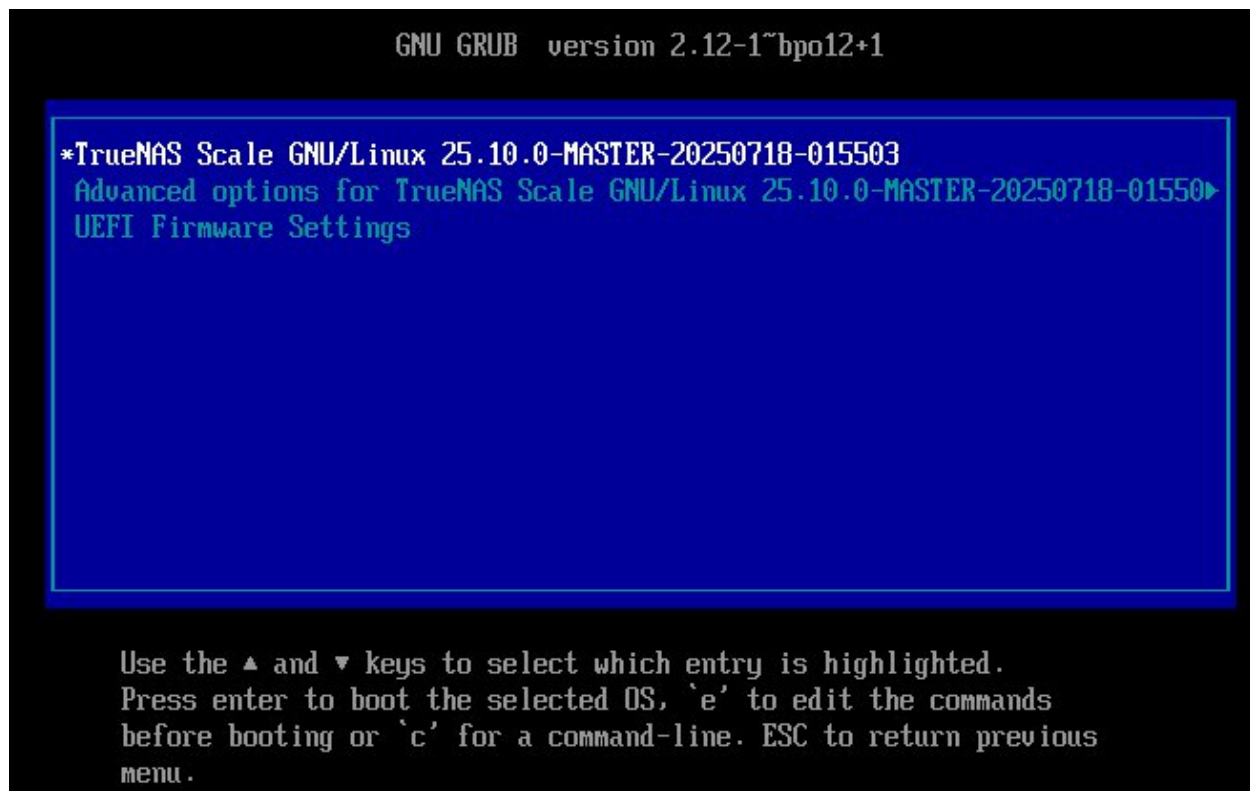 GNU GRUB  version 2.12-1~bpo12+1
*TrueNAS Scale GNU/Linux 25.10.0-MASTER-20250718-015503
Advanced options for TrueNAS Scale GNU/Linux 25.10.0-MASTER-20250718-01550▶
UEFI Firmware Settings
Use the ▲ and ▼ keys to select which entry is highlighted.
Press enter to boot the selected OS, `e' to edit the commands
before booting or `c' for a command-line. ESC to return previous
menu.